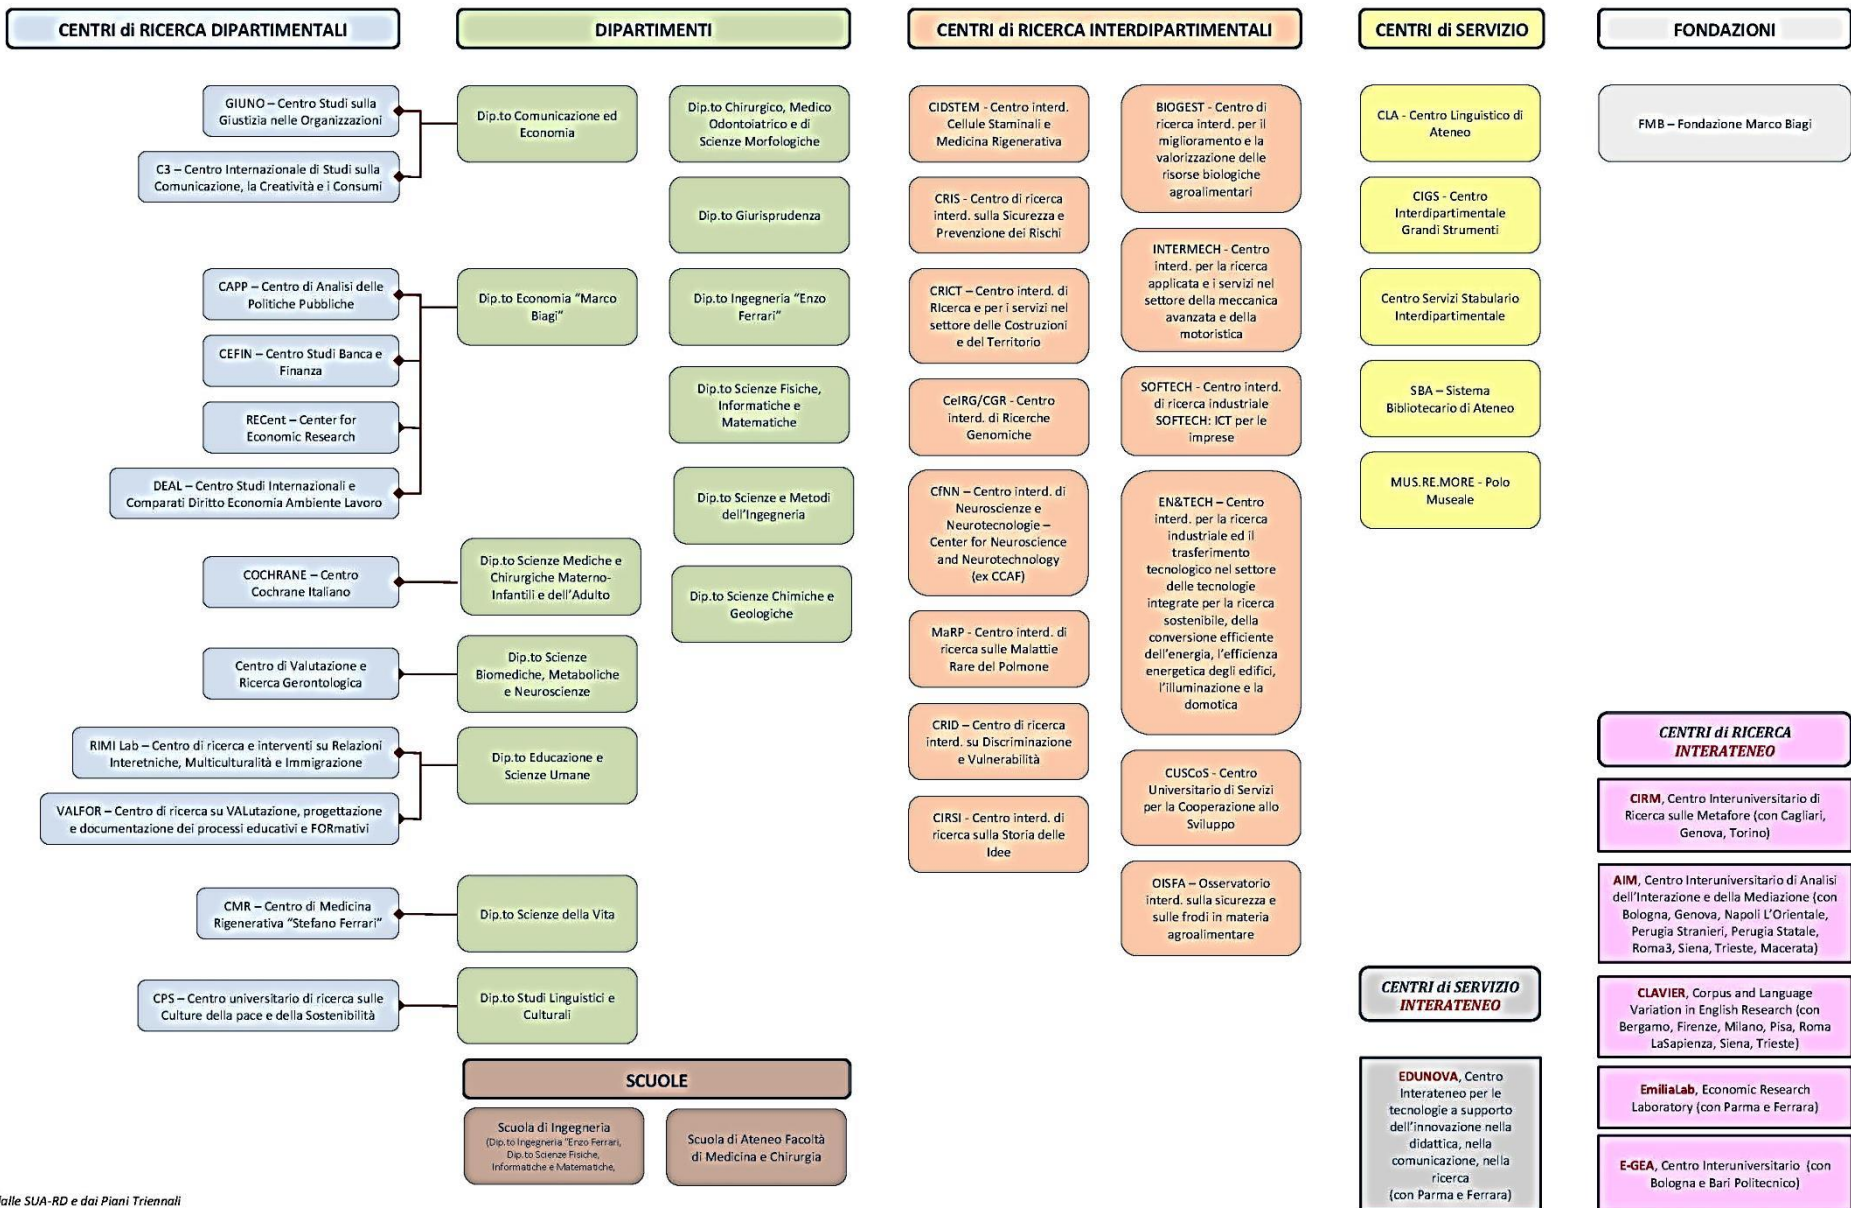 CENTRI di RICERCA DIPARTIMENTALI
GIUNO – Centro Studi sulla
Giustizia nelle Organizzazioni
C3 – Centro Internazionale di Studi sulla
Comunicazione, la Creatività e i Consumi
CAPP – Centro di Analisi delle
Politiche Pubbliche
CEFIN – Centro Studi Banca e
Finanza
RECent – Center for
Economic Research
DEAL – Centro Studi Internazionali e
Comparati Diritto Economia Ambiente Lavoro
COCHRANE – Centro
Cochrane Italiano
Centro di Valutazione e
Ricerca Gerontologica
RIMI Lab – Centro di ricerca e interventi su Relazioni
Interetniche, Multiculturalità e Immigrazione
VALFOR – Centro di ricerca su VALutazione, progettazione
e documentazione dei processi educativi e FORmativi
CMR – Centro di Medicina
Rigenerativa "Stefano Ferrari"
CPS – Centro universitario di ricerca sulle
Culture della pace e della Sostenibilità
DIPARTIMENTI
Dip.to Comunicazione ed
Economia
Dip.to Economia "Marco
Biagi"
Dip.to Scienze Mediche e
Chirurgiche Materno-
Infantili e dell'Adulto
Dip.to Scienze
Biomediche, Metaboliche
e Neuroscienze
Dip.to Educazione e
Scienze Umane
Dip.to Scienze della Vita
Dip.to Studi Linguistici e
Culturali
Dip.to Chirurgico, Medico
Odontoiatrico e di
Scienze Morfologiche
Dip.to Giurisprudenza
Dip.to Ingegneria "Enzo
Ferrari"
Dip.to Scienze Fisiche,
Informatiche e
Matematiche
Dip.to Scienze e Metodi
dell'Ingegneria
Dip.to Scienze Chimiche e
Geologiche
SCUOLE
Scuola di Ingegneria
(Dip.to Ingegneria "Enzo Ferrari,
Dip.to Scienze Fisiche,
Informatiche e Matematiche,
Scuola di Ateneo Facoltà
di Medicina e Chirurgia
CENTRI di RICERCA INTERDIPARTIMENTALI
CIDSTEM - Centro interd.
Cellule Staminali e
Medicina Rigenerativa
CRIS - Centro di ricerca
interd. sulla Sicurezza e
Prevenzione dei Rischi
CRICT – Centro interd. di
RIcerca e per i servizi nel
settore delle Costruzioni
e del Territorio
CeIRG/CGR - Centro
interd. di Ricerche
Genomiche
CfNN – Centro interd. di
Neuroscienze e
Neurotecnologie –
Center for Neuroscience
and Neurotechnology
(ex CCAF)
MaRP - Centro interd. di
ricerca sulle Malattie
Rare del Polmone
CRID – Centro di ricerca
interd. su Discriminazione
e Vulnerabilità
CIRSI - Centro interd. di
ricerca sulla Storia delle
Idee
BIOGEST - Centro di
ricerca interd. per il
miglioramento e la
valorizzazione delle
risorse biologiche
agroalimentari
INTERMECH - Centro
interd. per la ricerca
applicata e i servizi nel
settore della meccanica
avanzata e della
motoristica
SOFTECH - Centro interd.
di ricerca industriale
SOFTECH: ICT per le
imprese
EN&TECH – Centro
interd. per la ricerca
industriale ed il
trasferimento
tecnologico nel settore
delle tecnologie
integrate per la ricerca
sostenibile, della
conversione efficiente
dell'energia, l'efficienza
energetica degli edifici,
l'illuminazione e la
domotica
CUSCoS - Centro
Universitario di Servizi
per la Cooperazione allo
Sviluppo
OISFA – Osservatorio
interd. sulla sicurezza e
sulle frodi in materia
agroalimentare
CENTRI di SERVIZIO
CLA - Centro Linguistico di
Ateneo
CIGS - Centro
Interdipartimentale
Grandi Strumenti
Centro Servizi Stabulario
Interdipartimentale
SBA – Sistema
Bibliotecario di Ateneo
MUS.RE.MORE - Polo
Museale
CENTRI di SERVIZIO
INTERATENEO
EDUNOVA, Centro
Interateneo per le
tecnologie a supporto
dell'innovazione nella
didattica, nella
comunicazione, nella
ricerca
(con Parma e Ferrara)
FONDAZIONI
FMB – Fondazione Marco Biagi
CENTRI di RICERCA
INTERATENEO
CIRM, Centro Interuniversitario di
Ricerca sulle Metafore (con Cagliari,
Genova, Torino)
AIM, Centro Interuniversitario di Analisi
dell'Interazione e della Mediazione (con
Bologna, Genova, Napoli L'Orientale,
Perugia Stranieri, Perugia Statale,
Roma3, Siena, Trieste, Macerata)
CLAVIER, Corpus and Language
Variation in English Research (con
Bergamo, Firenze, Milano, Pisa, Roma
LaSapienza, Siena, Trieste)
EmiliaLab, Economic Research
Laboratory (con Parma e Ferrara)
E-GEA, Centro Interuniversitario (con
Bologna e Bari Politecnico)
dalle SUA-RD e dai Piani Triennali